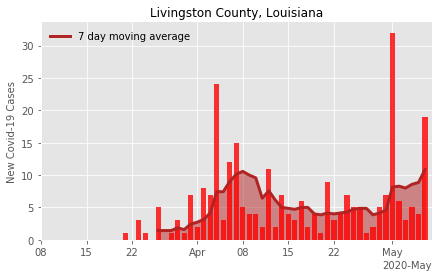 Livingston County, Louisiana
7 day moving average
New Covid-19 Cases
30
25
20
15
10
5
0
08 15 22 Apr 08 15 22 May
2020-May